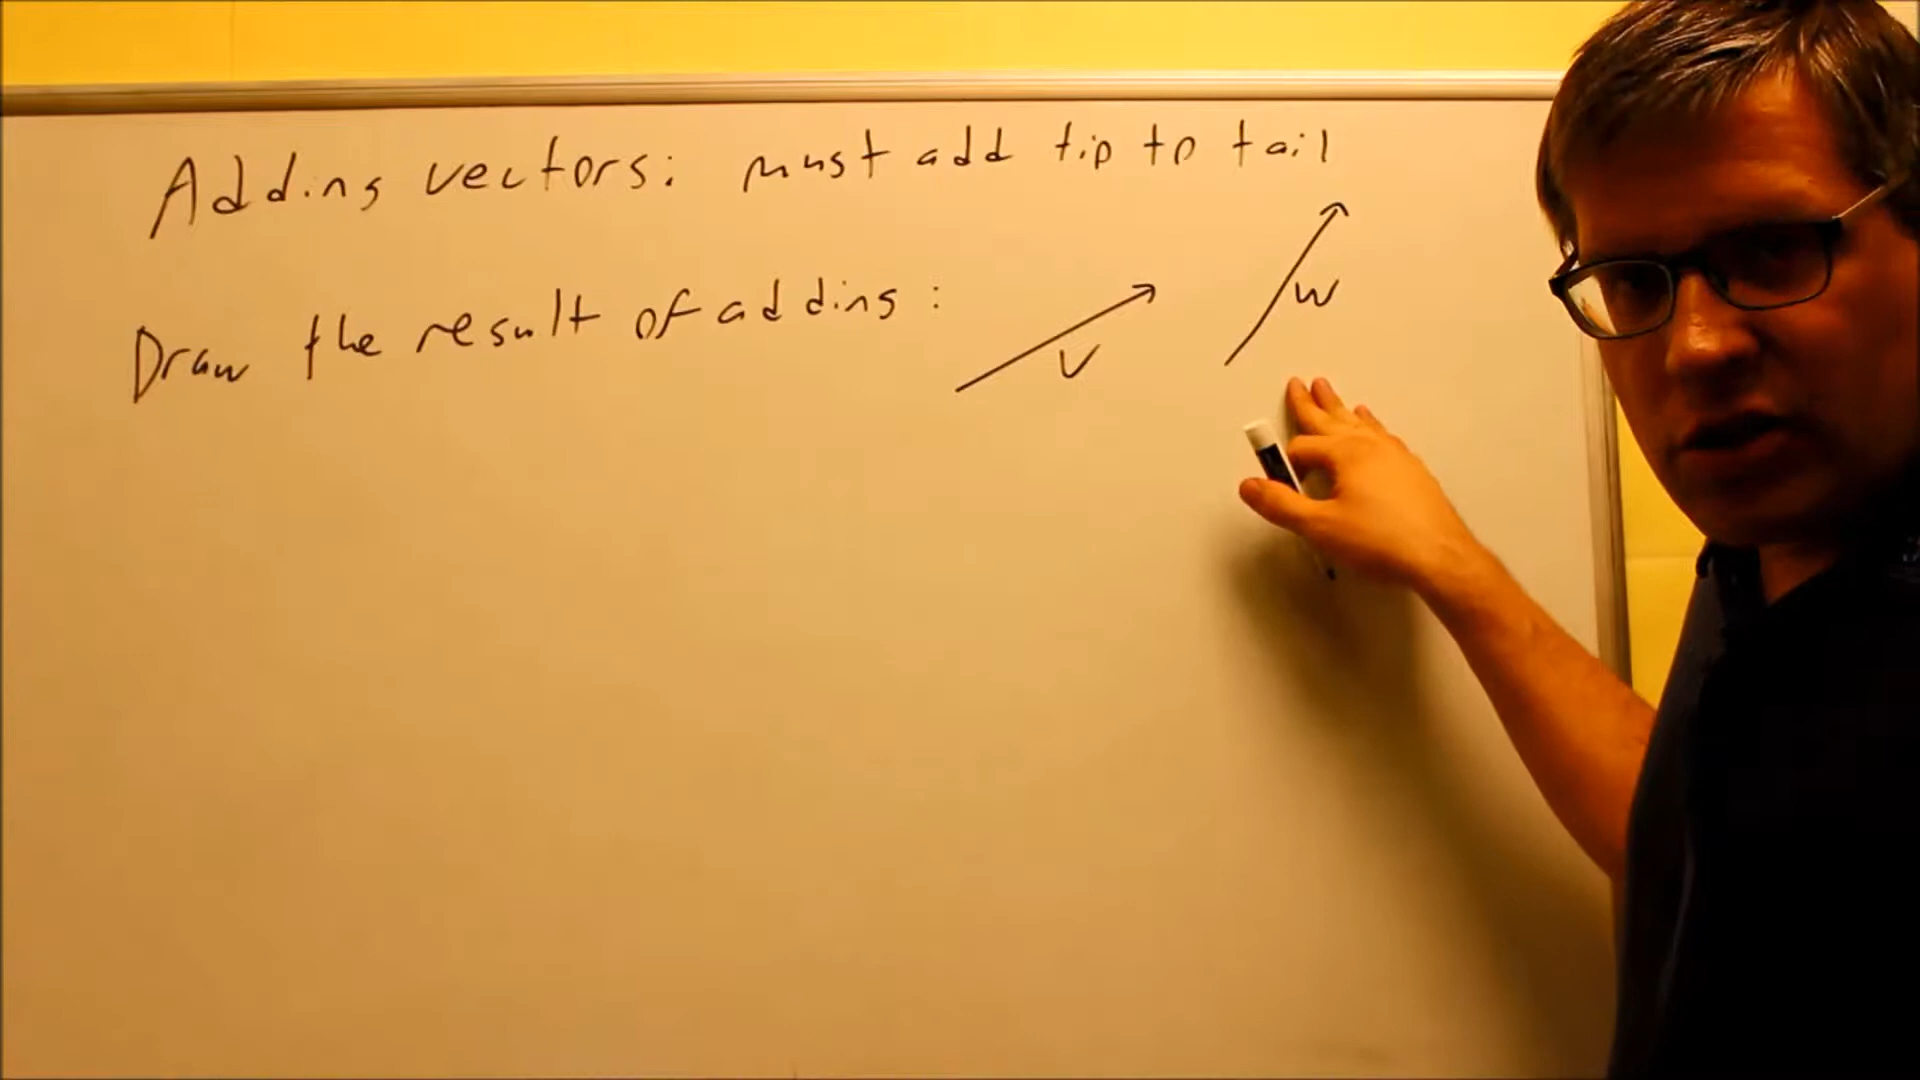 Adding vectors: must add tip to tail
Draw the result of adding: V W